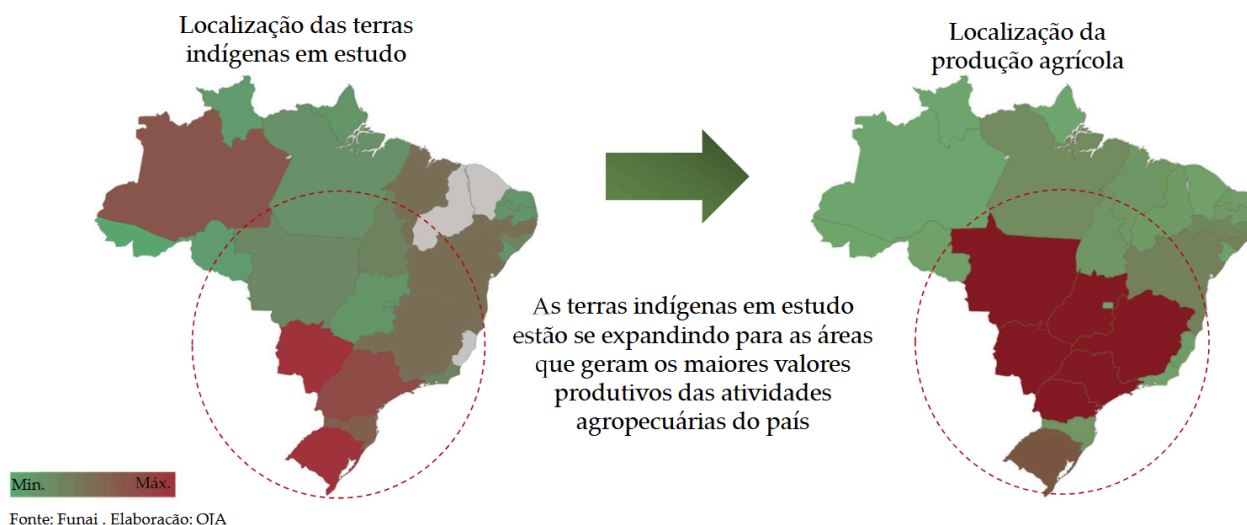 Localização das terras
indígenas em estudo
Localização da
produção agrícola
As terras indígenas em estudo
estão se expandindo para as áreas
que geram os maiores valores
produtivos das atividades
agropecuárias do país
Min.
Máx.
Fonte: Funai . Elaboração: OJA